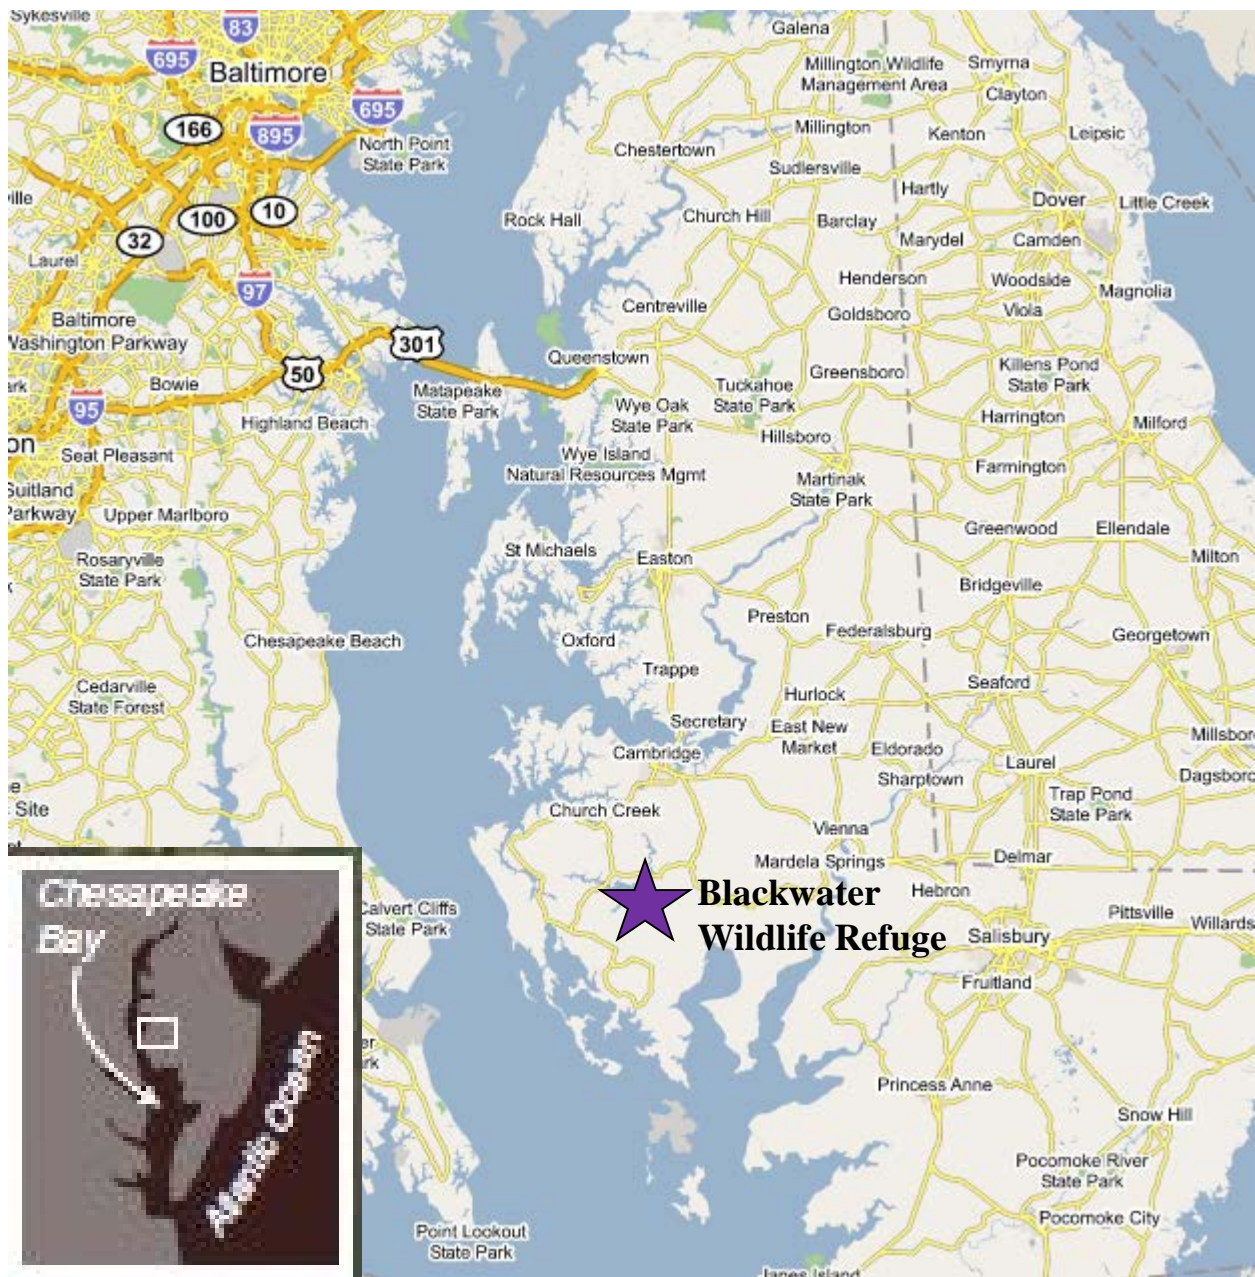 Sykesville
83
Galena
695
Baltimore
Millington Wildlife
Management Area
Smyrna
Clayton
695
166
895
North Point
State Park
Millington
Kenton
Leipsic
Chestertown
Sudlersville
ville
Hartly
Dover
Little Creek
100
10
Rock Hall
Church Hill
Barclay
32
Marydel
Camden
Laurel
97
Henderson
Woodside
Magnolia
Centreville
Goldsboro
Viola
Baltimore
Washington Parkway
301
Queenstown
50
Bowie
Killens Pond
State Park
Greensboro
Tuckahoe
State Park
Matapeake
State Park
95
Wye Oak
State Park
Harrington
Milford
Highland Beach
Hillsboro
on
Seat Pleasant
Wye Island
Natural Resources Mgmt
Farmington
Martinak
State Park
Suitland
Parkway
Upper Marlboro
Greenwood
Ellendale
St Michaels
Easton
Milton
Rosaryville
State Park
Bridgeville
Preston
Federalsburg
Georgetown
Chesapeake Beach
Oxford
Trappe
Cedarville
State Forest
Hurlock
Seaford
Secretary
East New
Market
Millsbor
Cambridge
Eldorado
Laurel
Sharptown
Dagsboro
e
Site
Church Creek
Trap Pond
State Park
Vienna
Mardela Springs
Delmar
Blackwater
Wildlife Refuge
Hebron
Pittsville
Willards
Salisbury
Chesapeake
Bay
Calvert Cliffs
State Park
Fruitland
er
rk
Atlantic Ocean
Princess Anne
Snow Hill
Pocomoke River
State Park
Pocomoke City
Point Lookout
State Park
Janes Island